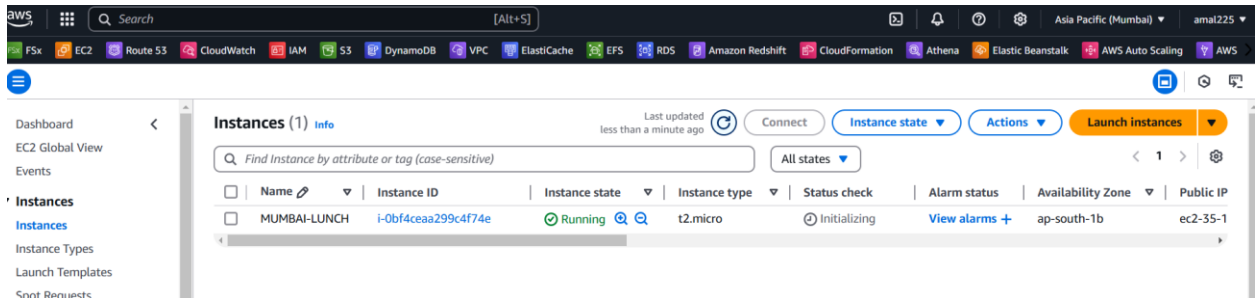 aws
Search [Alt+S] Asia Pacific (Mumbai) ▼ amal225 ▼
FSx EC2 Route 53 CloudWatch IAM S3 DynamoDB VPC ElastiCache EFS RDS Amazon Redshift CloudFormation Athena Elastic Beanstalk AWS Auto Scaling AWS
Dashboard
EC2 Global View
Events
Instances
Instances
Instance Types
Launch Templates
Spot Requests
Instances (1) Info
Last updated
less than a minute ago
Connect Instance state ▼ Actions ▼ Launch instances ▼
Find Instance by attribute or tag (case-sensitive) All states ▼ 1
Name Instance ID Instance state Instance type Status check Alarm status Availability Zone Public IP
MUMBAI-LUNCH i-0bf4ceaa299c4f74e Running t2.micro Initializing View alarms + ap-south-1b ec2-35-1